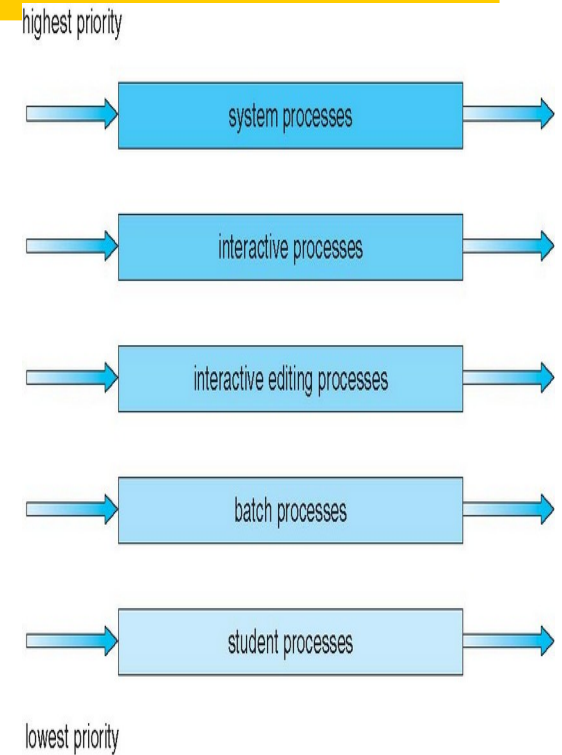 highest priority
system processes
interactive processes
interactive editing processes
batch processes
student processes
lowest priority